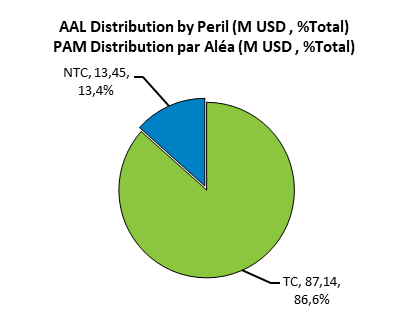 AAL Distribution by Peril (M USD , %Total)
PAM Distribution par Aléa (M USD , %Total)
NTC, 13,45,
13,4%
TC, 87,14,
86,6%